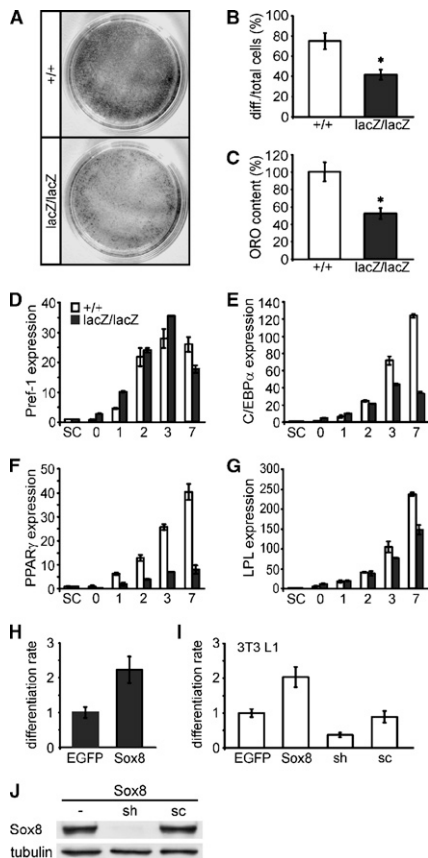 A
+/+
lacZ/lacZ
B
diff./total cells (%)
100
80
60
40
20
0
*
+/+ lacZ/lacZ
C
ORO content (%)
120
80
40
0
*
+/+ lacZ/lacZ
D
Pref-1 expression
40
30
20
10
0
+/+
lacZ/lacZ
SC 0 1 2 3 7
E
C/EBPα expression
140
120
100
80
60
40
20
0
SC 0 1 2 3 7
F
PPARγ expression
50
40
30
20
10
0
SC 0 1 2 3 7
G
LPL expression
300
250
200
150
100
50
0
SC 0 1 2 3 7
H
differentiation rate
3
2
1
0
EGFP Sox8
I
3T3 L1
differentiation rate
3
2
1
0
EGFP Sox8 sh sc
J
Sox8
- sh sc
Sox8
tubulin